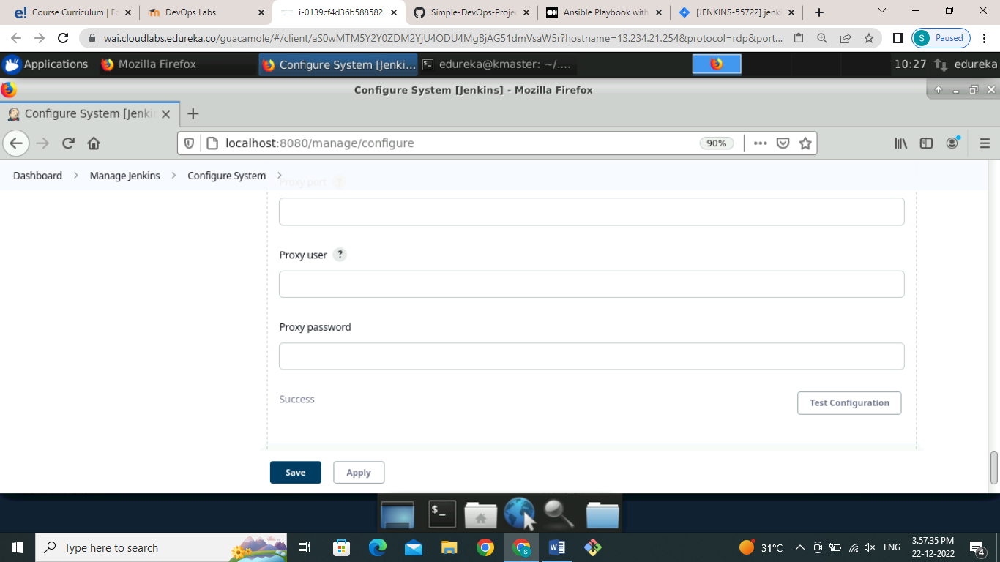 Course Curriculum | Ec
DevOps Labs
i-0139cf4d36b588582
Simple-DevOps-Projec
Ansible Playbook with
[JENKINS-55722] jenki
wai.cloudlabs.edureka.co/guacamole/#/client/aS0wMTM5Y2Y0ZDM2YjU4ODU4MgBjAG51dmVsaW5r?hostname=13.234.21.254&protocol=rdp&port...
S
Paused
Applications
Mozilla Firefox
Configure System [Jenki...
edureka@kmaster: ~/....
10:27
edureka
Configure System [Jenkins] - Mozilla Firefox
Configure System [Jenki
localhost:8080/manage/configure
90%
Dashboard
Manage Jenkins
Configure System
Proxy port ?
Proxy user ?
Proxy password
Success
Test Configuration
Save
Apply
Type here to search
31°C
ENG
3.57.35 PM
22-12-2022
4